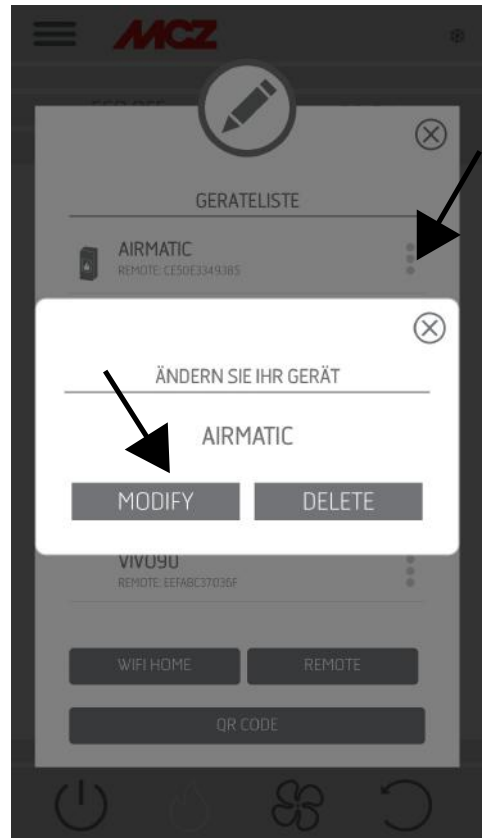 MCZ
GERATELISTE
AIRMATIC
REMOTE: CE50E3349385
ÄNDERN SIE IHR GERÄT
AIRMATIC
MODIFY DELETE
VIVO90
REMOTE: EEFABC37036F
WIFI HOME REMOTE
QR CODE